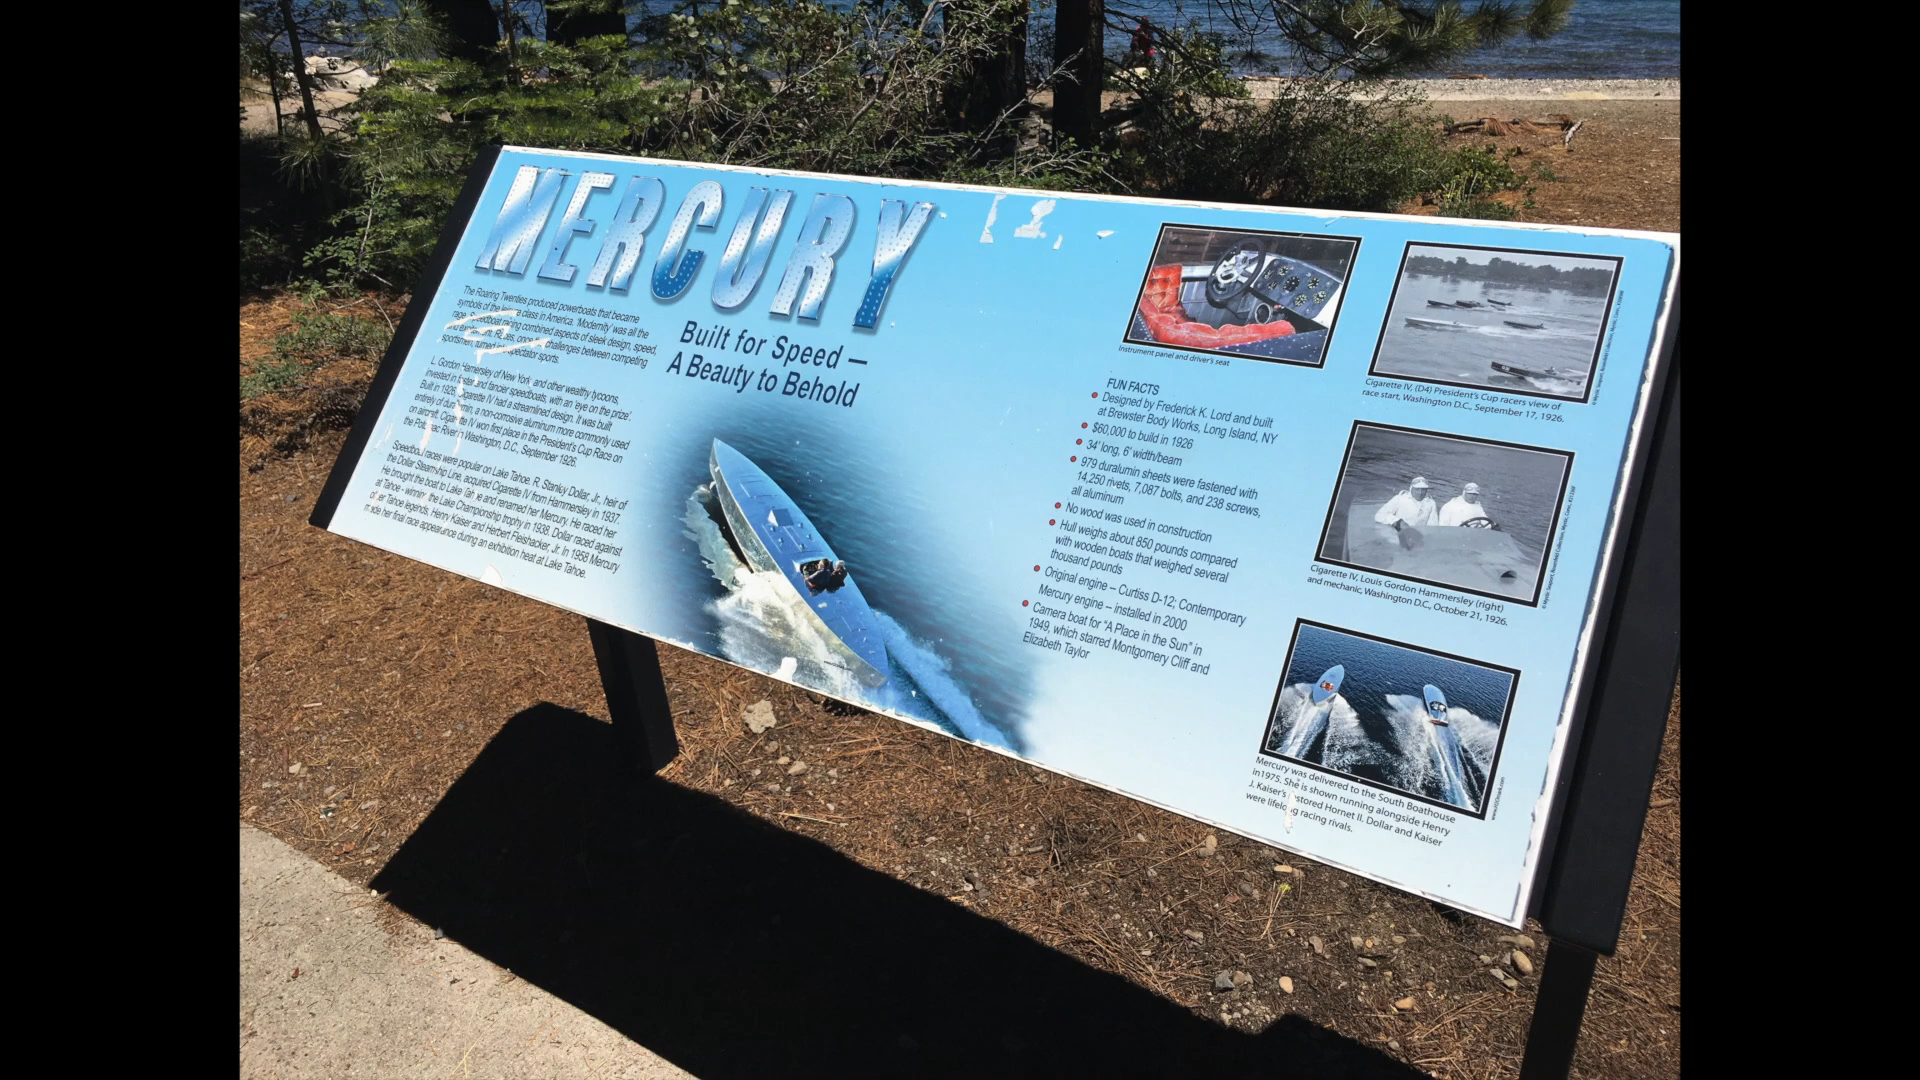 MERCURY
Built for Speed –
A Beauty to Behold
The Roaring Twenties produced powerboats that became
symbols of the class in America. 'Modernity' was all the
rage. Speedboat racing combined aspects of sleek design, speed,
and excitement. Races, once challenges between competing
sportsmen, turned into spectator sports.
L. Gordon Hamersley of New York, and other wealthy tycoons,
invested in faster and fancier speedboats, with an 'eye on the prize'.
Built in 1926, Cigarette IV had a streamlined design. It was built
entirely of duralumin, a non-corrosive aluminum more commonly used
on aircraft. Cigarette IV won first place in the President's Cup Race on
the Potomac River in Washington, D.C., September 1926.
Speedboat races were popular on Lake Tahoe. R. Stanley Dollar, Jr., heir of
the Dollar Steamship Line, acquired Cigarette IV from Hammersley in 1937.
He brought the boat to Lake Tahoe and renamed her Mercury. He raced her
at Tahoe - winning the Lake Championship trophy in 1938. Dollar raced against
other Tahoe legends, Henry Kaiser and Herbert Fleishacker, Jr. In 1958 Mercury
made her final race appearance during an exhibition heat at Lake Tahoe.
Instrument panel and driver's seat
FUN FACTS
• Designed by Frederick K. Lord and built
at Brewster Body Works, Long Island, NY
• $60,000 to build in 1926
• 34' long, 6' width/beam
• 979 duralumin sheets were fastened with
14,250 rivets, 7,087 bolts, and 238 screws,
all aluminum
• No wood was used in construction
• Hull weighs about 850 pounds compared
with wooden boats that weighed several
thousand pounds
• Original engine – Curtiss D-12; Contemporary
Mercury engine – installed in 2000
• Camera boat for "A Place in the Sun" in
1949, which starred Montgomery Cliff and
Elizabeth Taylor
Cigarette IV, (D4) President's Cup racers view of
race start, Washington D.C., September 17, 1926.
Cigarette IV, Louis Gordon Hammersley (right)
and mechanic, Washington D.C., October 21, 1926.
Mercury was delivered to the South Boathouse
in1975. She is shown running alongside Henry
J. Kaiser's restored Hornet II. Dollar and Kaiser
were lifelong racing rivals.